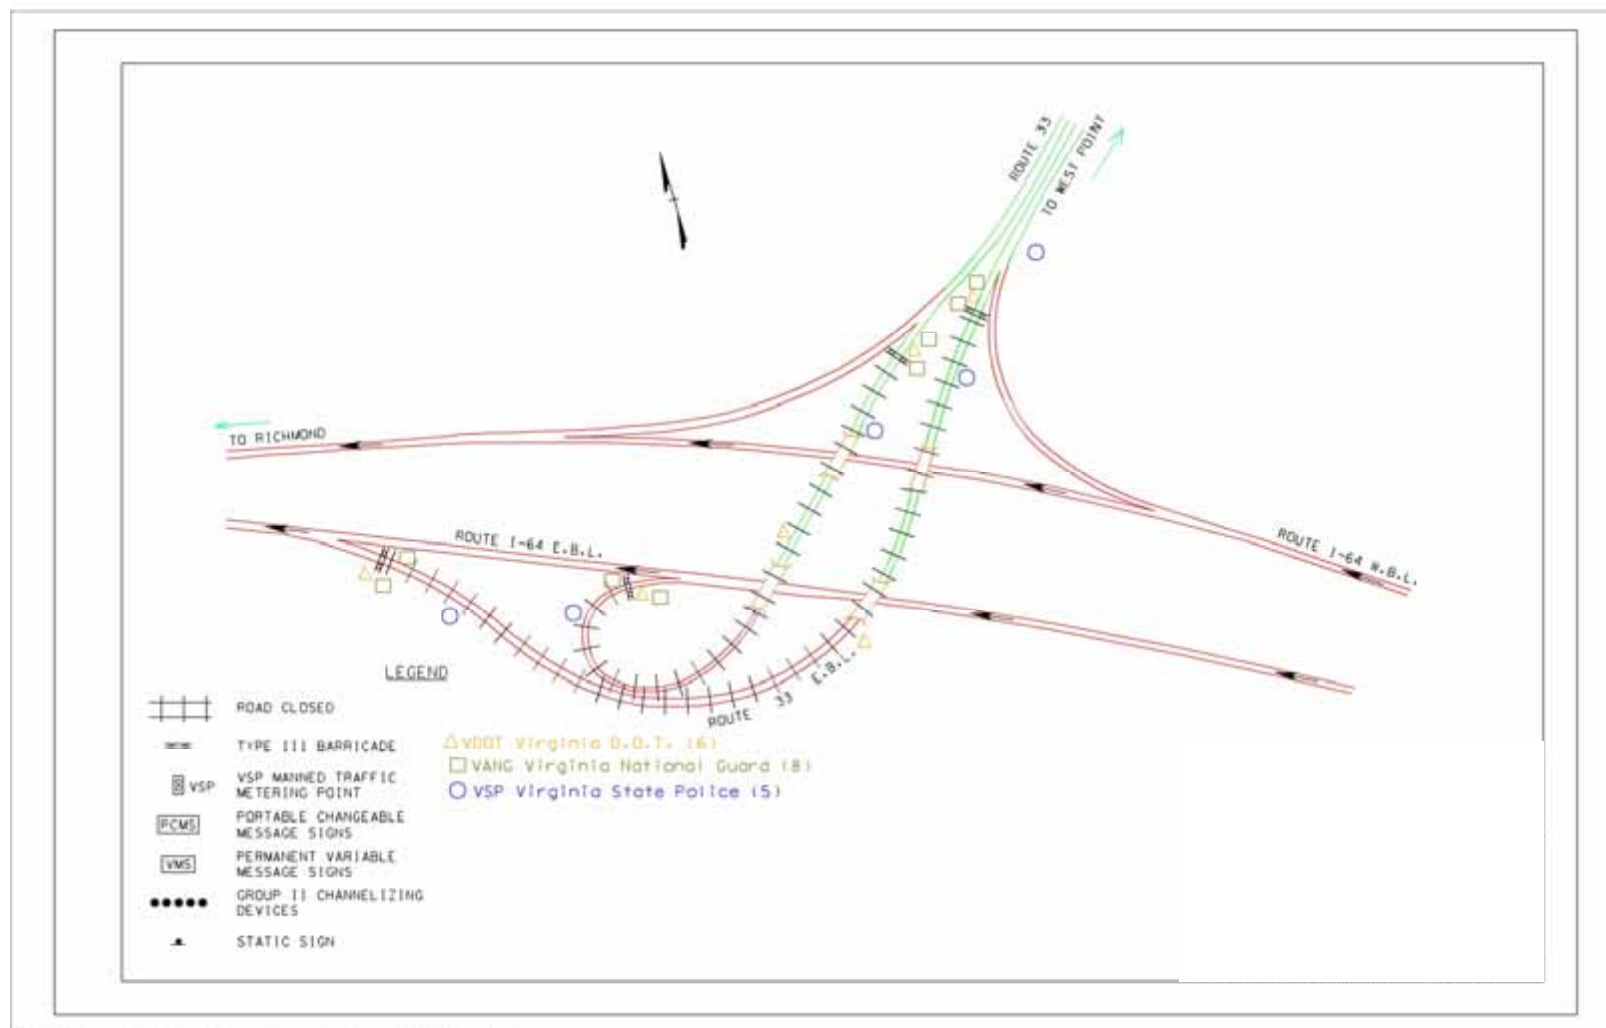 ROUTE 33
TO WEST POINT
TO RICHMOND
ROUTE I-64 E.B.L.
ROUTE I-64 W.B.L.
ROUTE 33 E.B.L.
LEGEND
ROAD CLOSED
TYPE III BARRICADE
VSP
VSP MANNED TRAFFIC
METERING POINT
PCMS
PORTABLE CHANGEABLE
MESSAGE SIGNS
VMS
PERMANENT VARIABLE
MESSAGE SIGNS
GROUP II CHANNELIZING
DEVICES
STATIC SIGN
VDOT Virginia D.O.T. (6)
VANG Virginia National Guard (8)
VSP Virginia State Police (5)